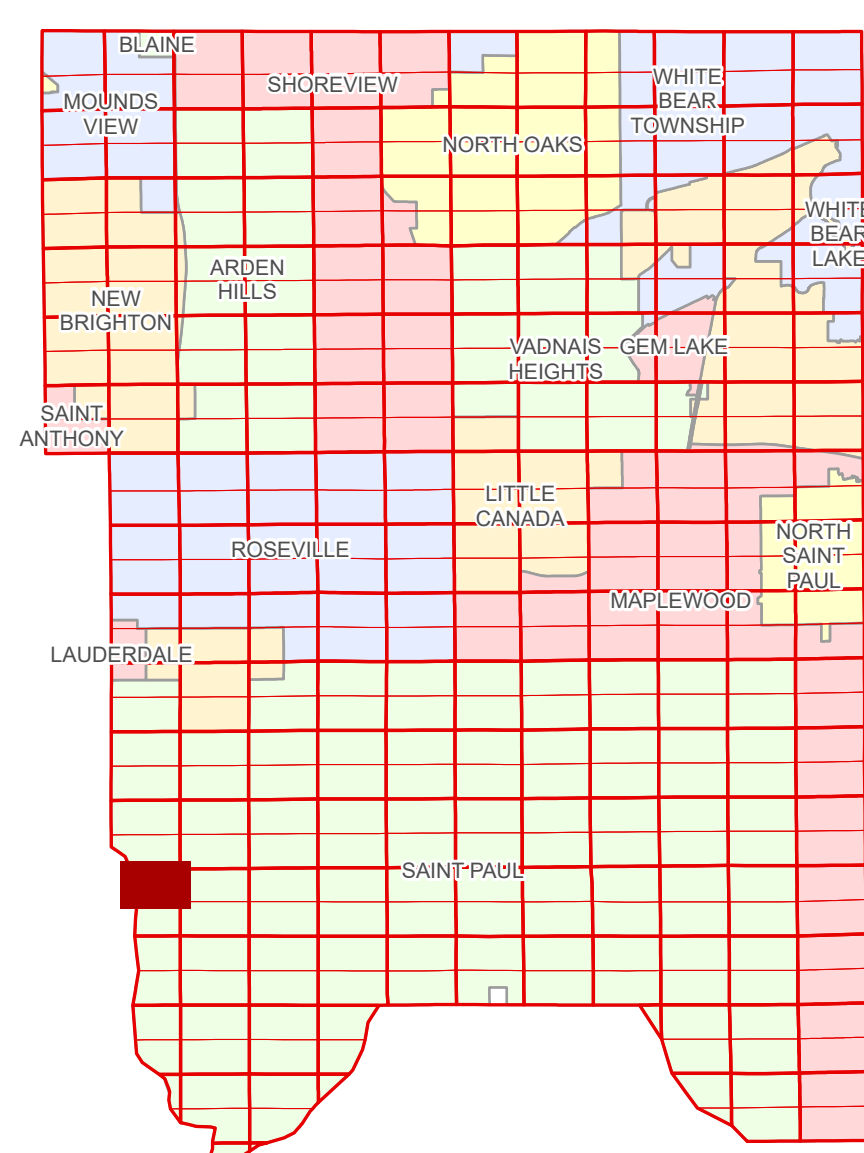 BLAINE
SHOREVIEW
WHITE
BEAR
TOWNSHIP
MOUNDS
VIEW
NORTH OAKS
WHITE
BEAR
LAKE
ARDEN
HILLS
NEW
BRIGHTON
VADNAIS
HEIGHTS
GEM LAKE
SAINT
ANTHONY
LITTLE
CANADA
NORTH
SAINT
PAUL
ROSEVILLE
MAPLEWOOD
LAUDERDALE
SAINT PAUL